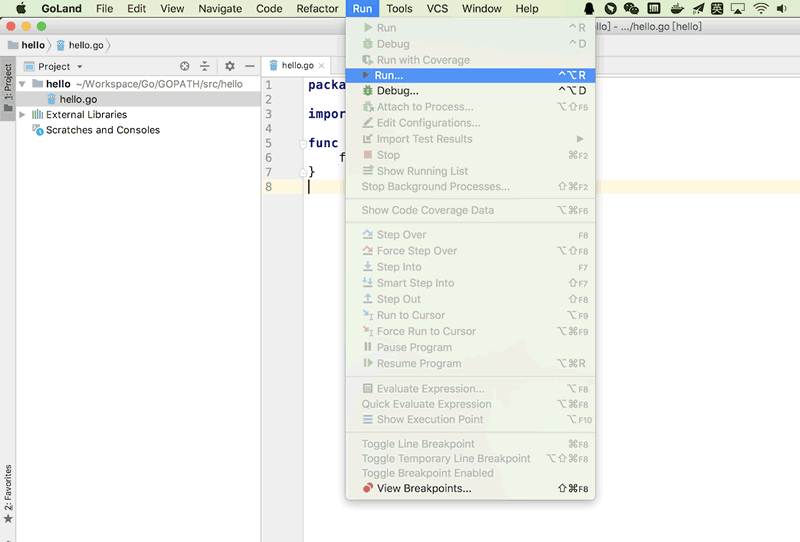 GoLand File Edit View Navigate Code Refactor Run Tools VCS Window Help
llo] - .../hello.go [hello]
hello hello.go
1: Project
Project
hello.go
hello ~/Workspace/Go/GOPATH/src/hello
hello.go
External Libraries
Scratches and Consoles
1 packa
2
3 impor
4
5 func
6 f
7 }
8
Run ^R
Debug ^D
Run with Coverage
Run... ^⌥R
Debug... ^⌥D
Attach to Process... ⌥⇧F5
Edit Configurations...
Import Test Results
Stop ⌘F2
Show Running List
Stop Background Processes... ⇧⌘F2
Show Code Coverage Data ⌥⌘F6
Step Over F8
Force Step Over ⌥⇧F8
Step Into F7
Smart Step Into ⇧F7
Step Out ⇧F8
Run to Cursor ⌥F9
Force Run to Cursor ⌥⌘F9
Pause Program
Resume Program ⌥⌘R
Evaluate Expression... ⌥F8
Quick Evaluate Expression ⌥⌘F8
Show Execution Point ⌥F10
Toggle Line Breakpoint ⌘F8
Toggle Temporary Line Breakpoint ⌥⇧⌘F8
Toggle Breakpoint Enabled
View Breakpoints... ⇧⌘F8
2: Favorites